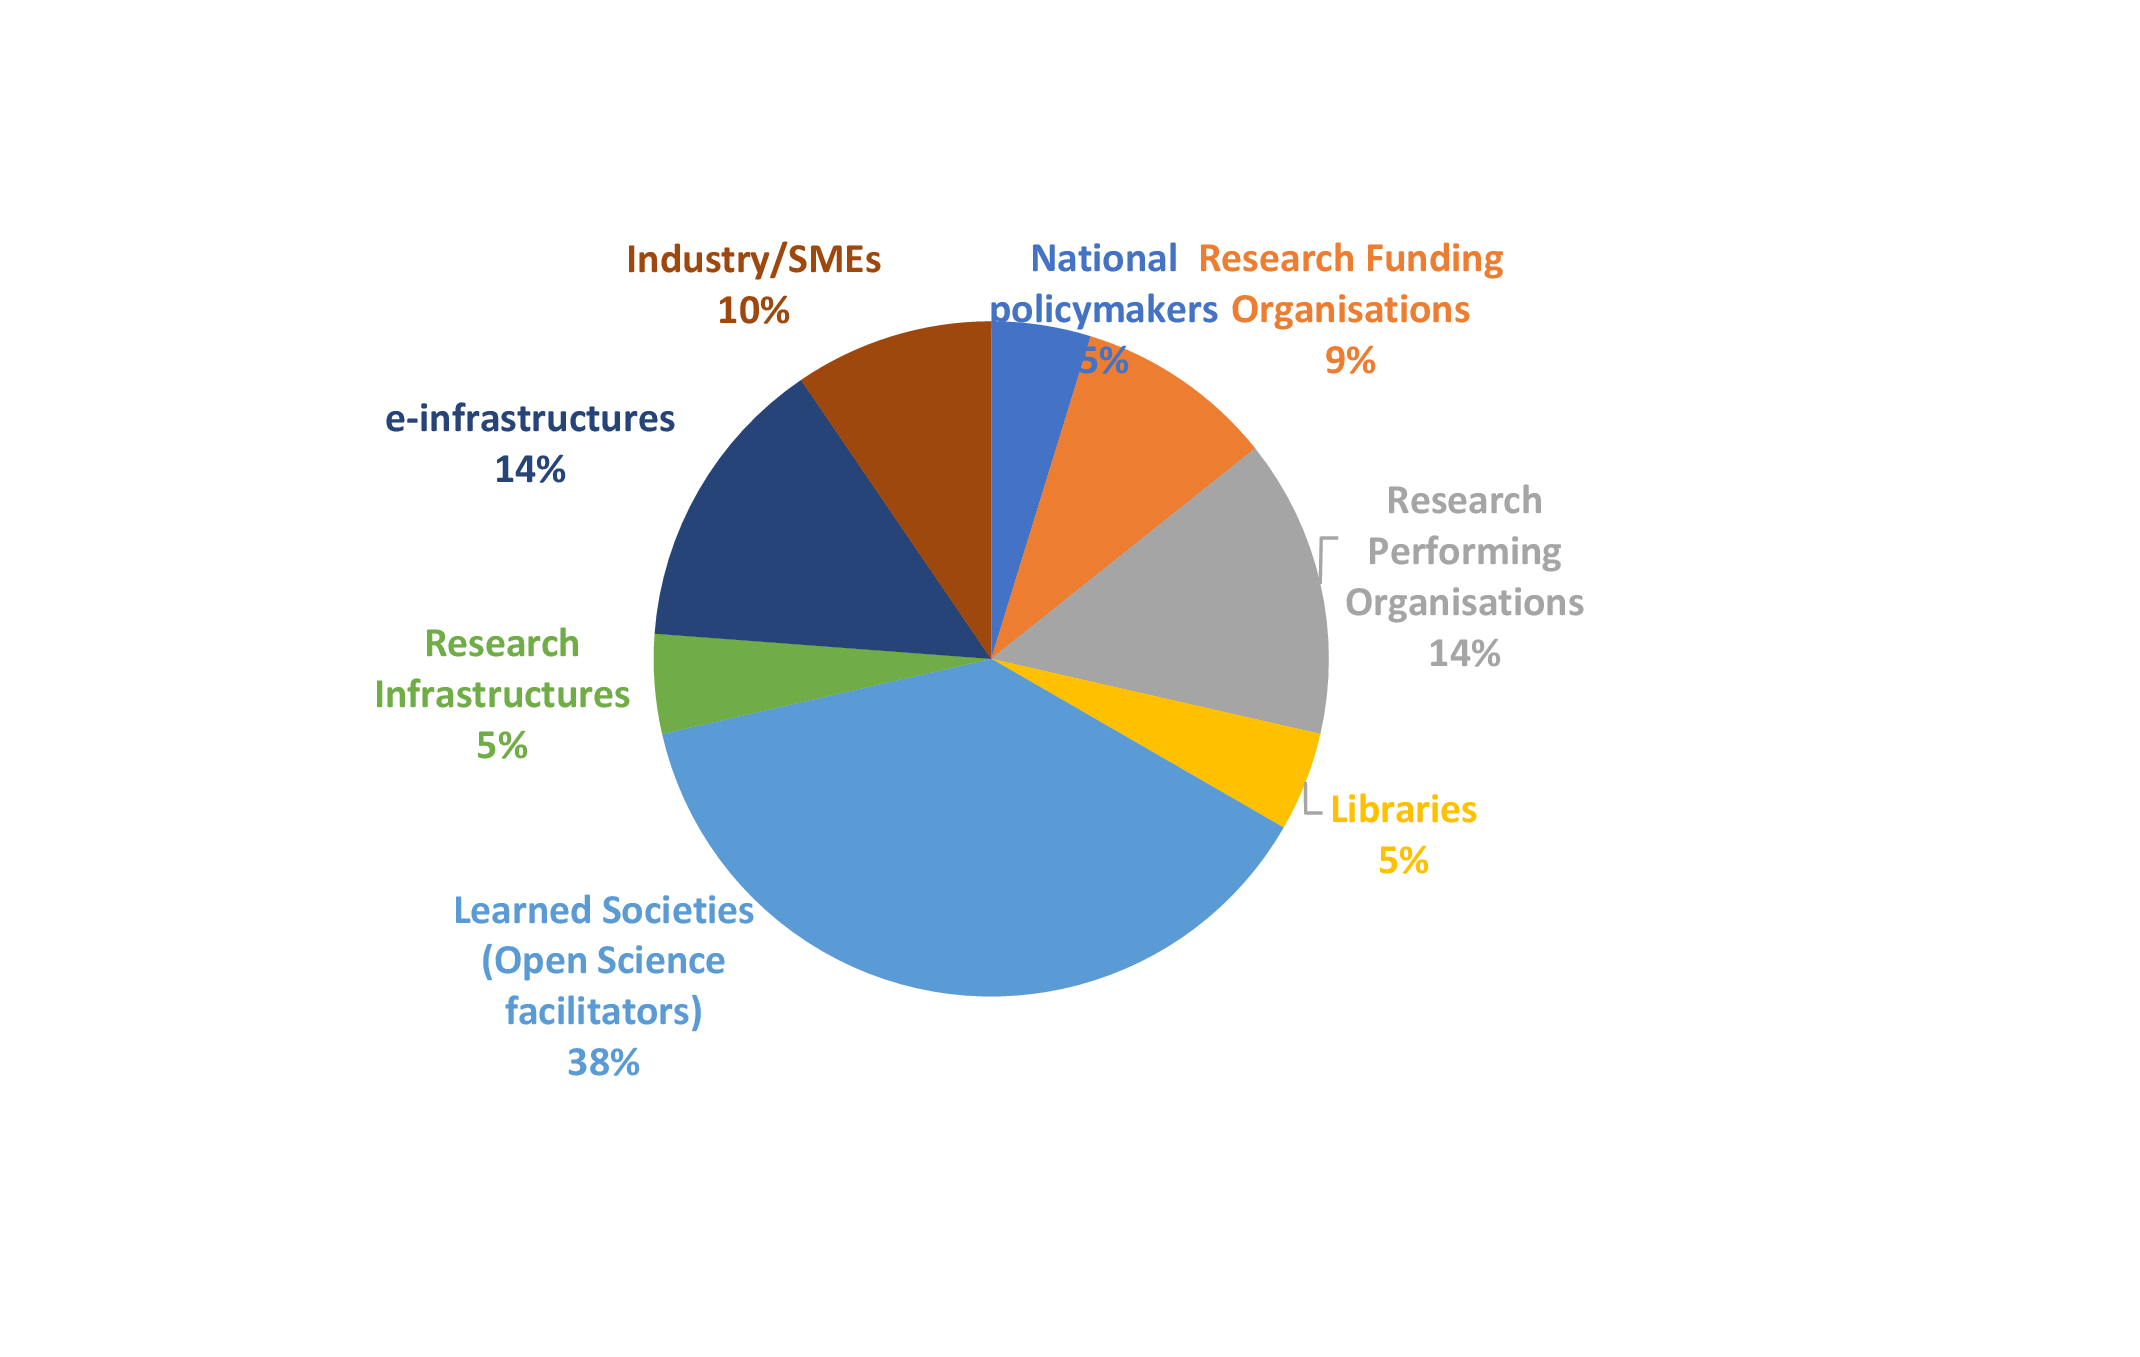 Industry/SMEs
10%
National
policymakers
5%
Research Funding
Organisations
9%
e-infrastructures
14%
Research
Performing
Organisations
14%
Research
Infrastructures
5%
Libraries
5%
Learned Societies
(Open Science
facilitators)
38%